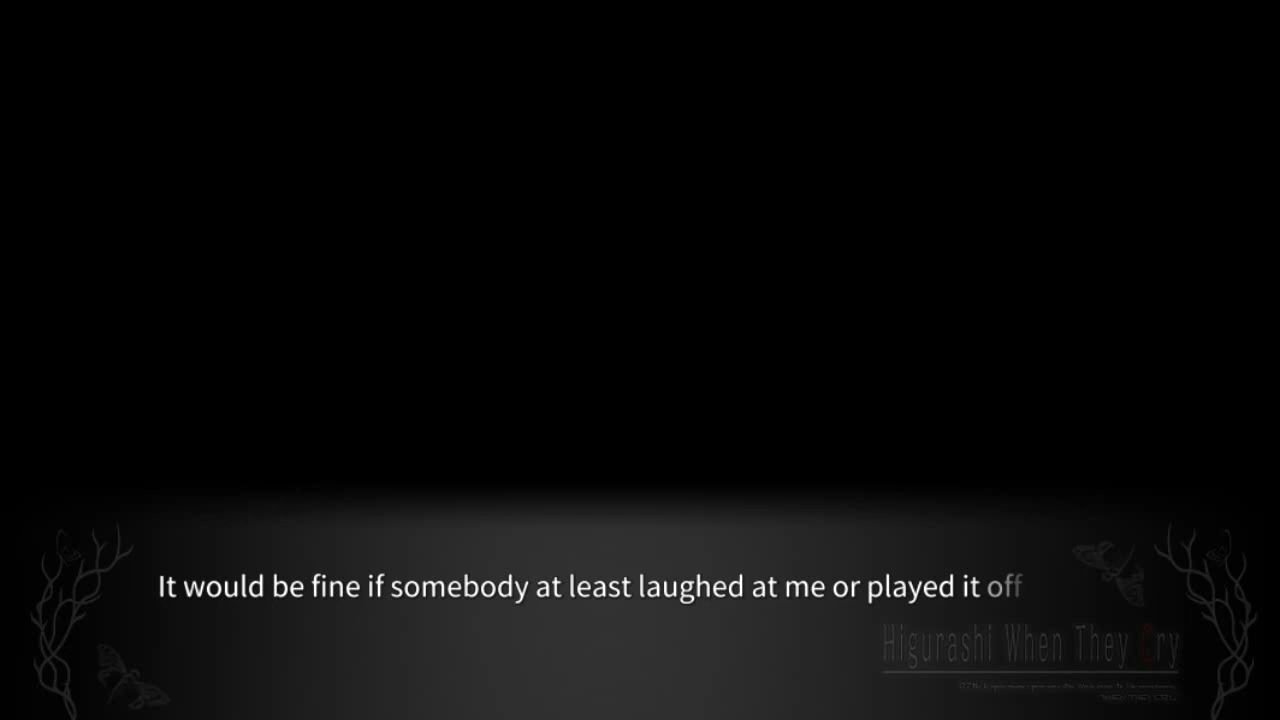 It would be fine if somebody at least laughed at me or played it off
Higurashi When They Cry